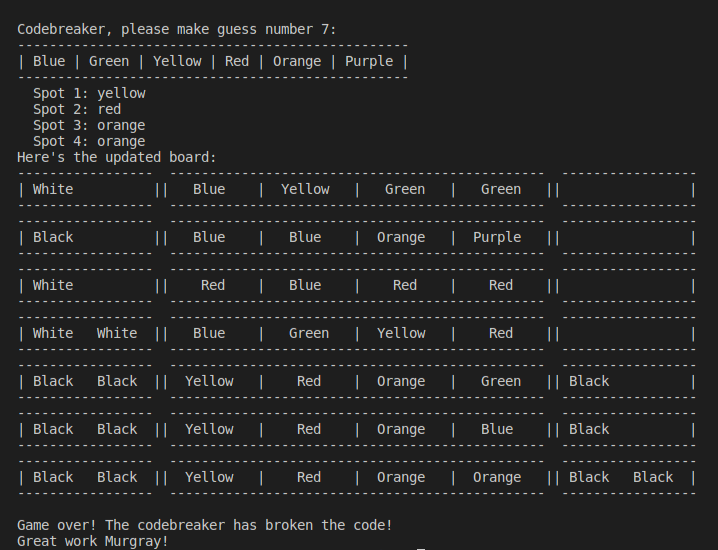 Codebreaker, please make guess number 7:
-------------------------------------------------
| Blue | Green | Yellow | Red | Orange | Purple |
-------------------------------------------------
  Spot 1: yellow
  Spot 2: red
  Spot 3: orange
  Spot 4: orange
Here's the updated board:
-----------------  -----------------------------------------------  -----------------
| White          ||   Blue    |  Yellow   |   Green   |   Green   ||                |
-----------------  -----------------------------------------------  -----------------
-----------------  -----------------------------------------------  -----------------
| Black          ||   Blue    |   Blue    |  Orange   |  Purple   ||                |
-----------------  -----------------------------------------------  -----------------
-----------------  -----------------------------------------------  -----------------
| White          ||    Red    |   Blue    |    Red    |    Red    ||                |
-----------------  -----------------------------------------------  -----------------
-----------------  -----------------------------------------------  -----------------
| White   White  ||   Blue    |   Green   |  Yellow   |    Red    ||                |
-----------------  -----------------------------------------------  -----------------
-----------------  -----------------------------------------------  -----------------
| Black   Black  ||  Yellow   |    Red    |  Orange   |   Green   || Black          |
-----------------  -----------------------------------------------  -----------------
-----------------  -----------------------------------------------  -----------------
| Black   Black  ||  Yellow   |    Red    |  Orange   |   Blue    || Black          |
-----------------  -----------------------------------------------  -----------------
-----------------  -----------------------------------------------  -----------------
| Black   Black  ||  Yellow   |    Red    |  Orange   |  Orange   || Black   Black  |
-----------------  -----------------------------------------------  -----------------
Game over! The codebreaker has broken the code!
Great work Murgray!